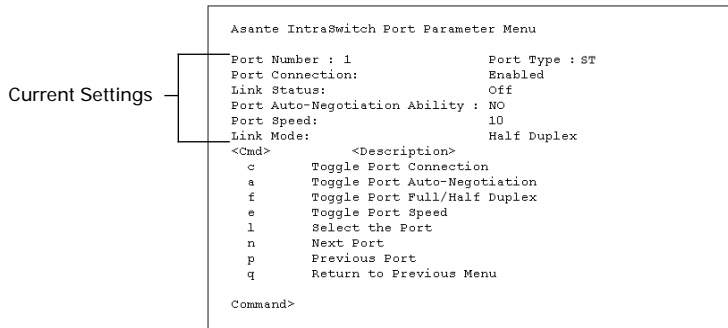 Asante IntraSwitch Port Parameter Menu
Port Number : 1 Port Type : ST
Port Connection: Enabled
Link Status: Off
Port Auto-Negotiation Ability : NO
Port Speed: 10
Link Mode: Half Duplex
Current Settings
<Cmd> <Description>
c Toggle Port Connection
a Toggle Port Auto-Negotiation
f Toggle Port Full/Half Duplex
e Toggle Port Speed
l Select the Port
n Next Port
p Previous Port
q Return to Previous Menu
Command>